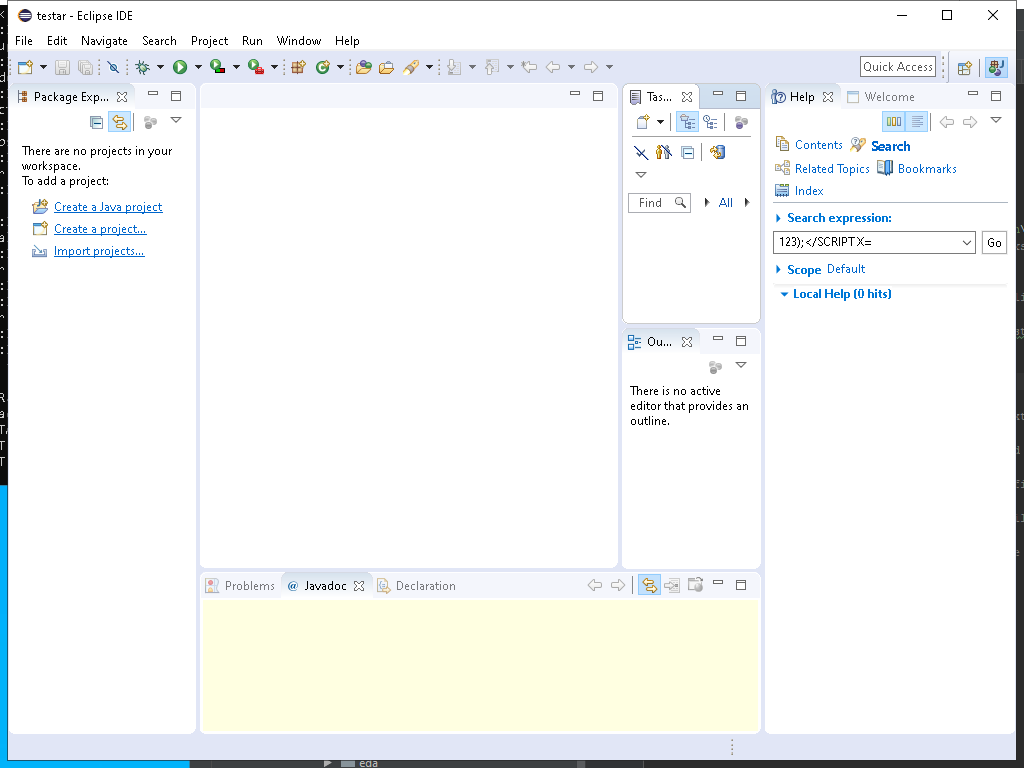 testar - Eclipse IDE
File Edit Navigate Search Project Run Window Help
Quick Access
Package Exp...
There are no projects in your
workspace.
To add a project:
Create a Java project
Create a project...
Import projects...
Tas...
Find
All
Ou...
There is no active
editor that provides an
outline.
Help
Welcome
Contents
Search
Related Topics
Bookmarks
Index
Search expression:
123);</SCRIPTX=
Go
Scope Default
Local Help (0 hits)
Problems
@ Javadoc
Declaration
eda